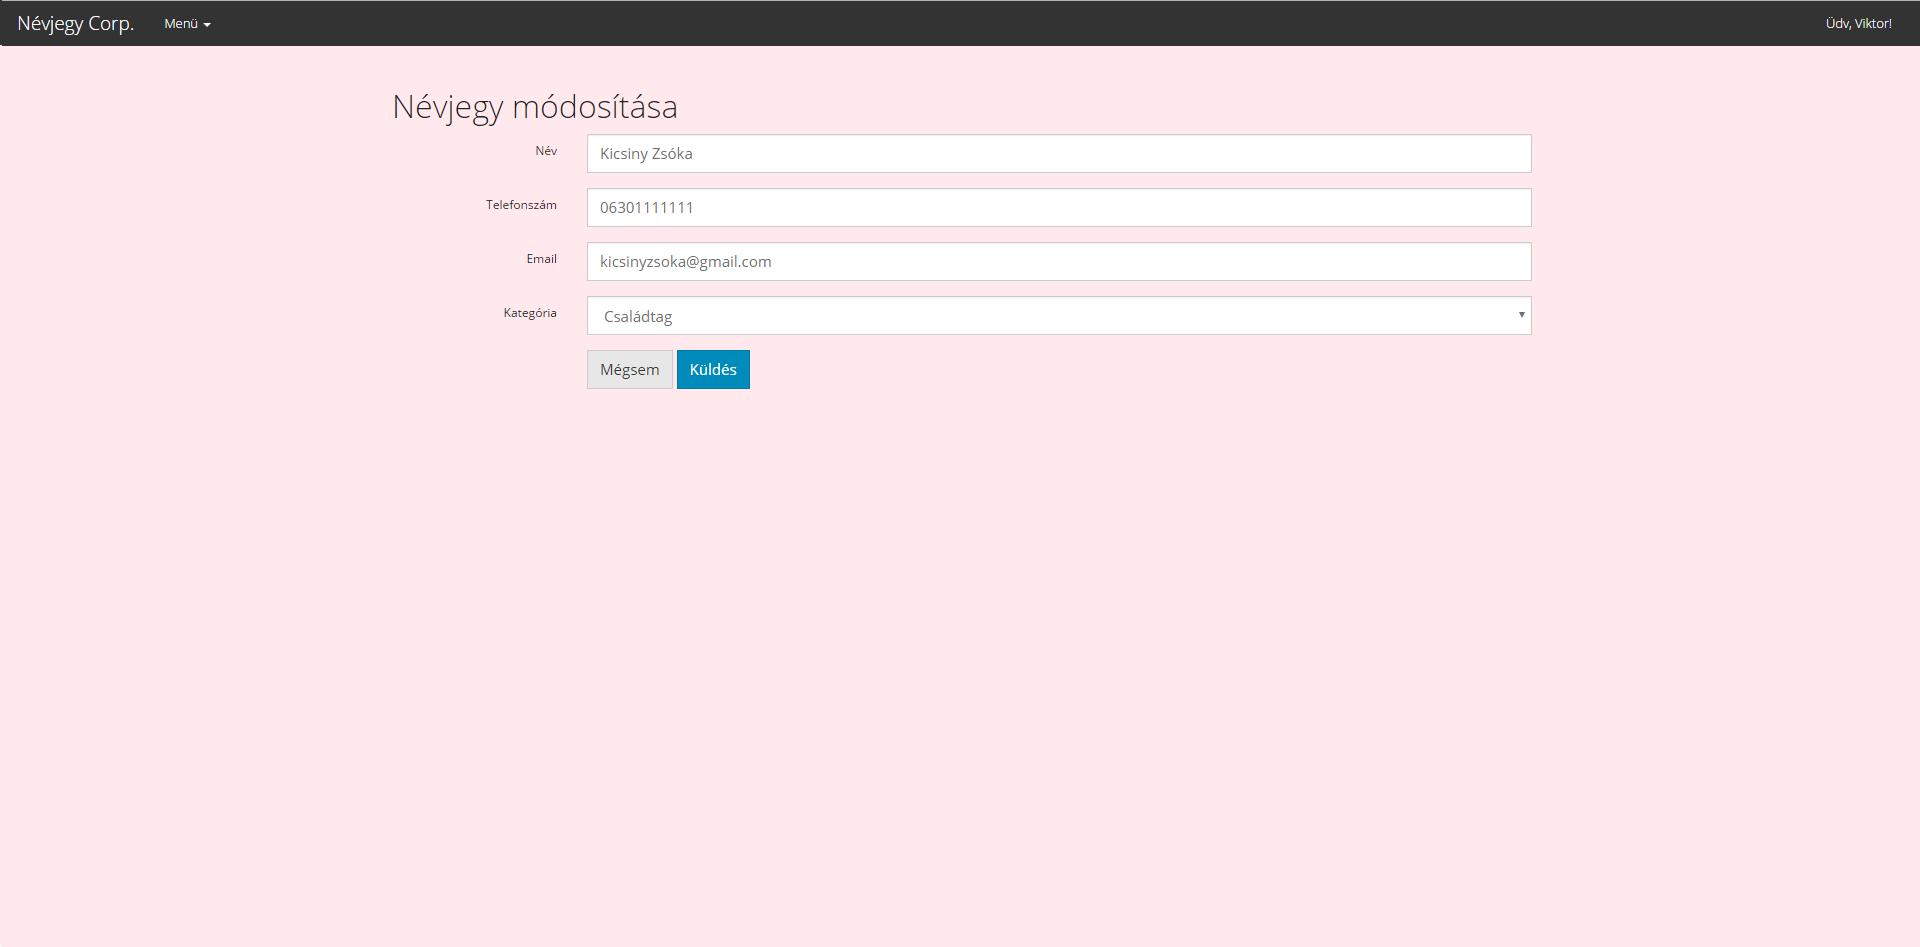 Névjegy Corp. Menü Üdv, Viktor!
Névjegy módosítása
Név Kicsiny Zsóka
Telefonszám 06301111111
Email kicsinyzsoka@gmail.com
Kategória Családtag
Mégsem Küldés